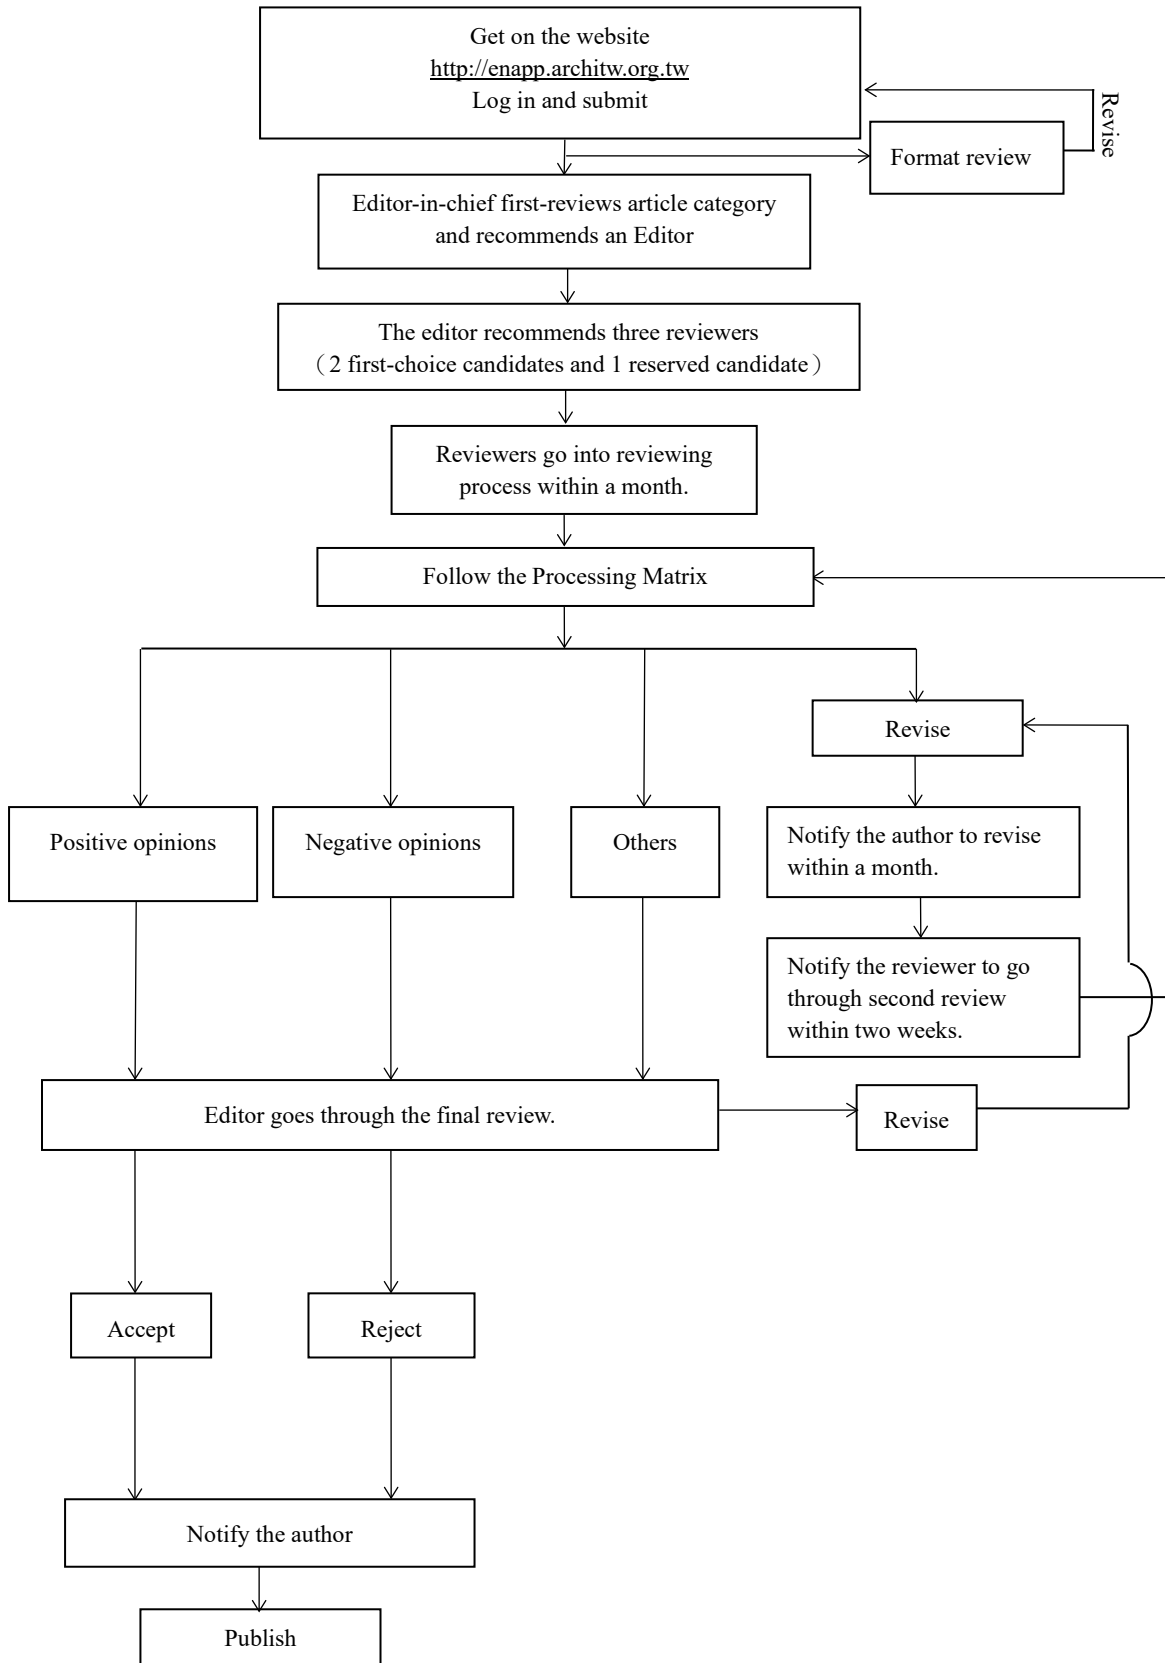 Get on the website
http://enapp.architw.org.tw
Log in and submit
Revise
Format review
Editor-in-chief first-reviews article category
and recommends an Editor
The editor recommends three reviewers
（2 first-choice candidates and 1 reserved candidate）
Reviewers go into reviewing
process within a month.
Follow the Processing Matrix
Revise
Positive opinions
Negative opinions
Others
Notify the author to revise
within a month.
Notify the reviewer to go
through second review
within two weeks.
Editor goes through the final review.
Revise
Accept
Reject
Notify the author
Publish